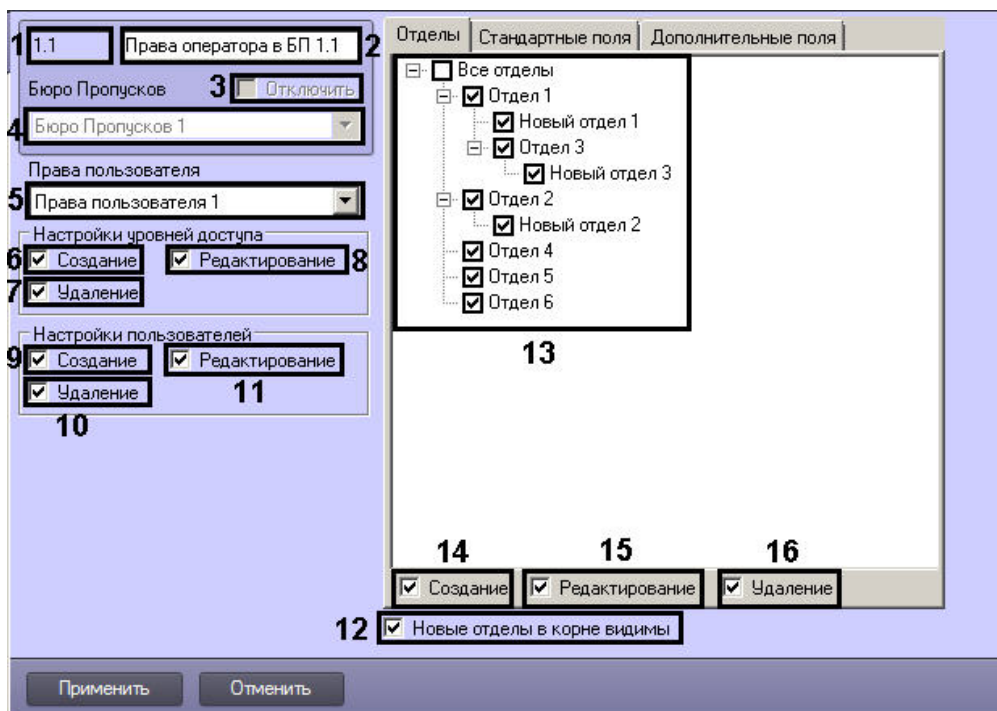 1
1.1
Права оператора в БП 1.1
2
Бюро Пропусков
3
Отключить
4
Бюро Пропусков 1
Права пользователя
5
Права пользователя 1
Настройки уровней доступа
6
Создание
Редактирование
8
7
Удаление
Настройки пользователей
9
Создание
Редактирование
11
Удаление
10
Отделы
Стандартные поля
Дополнительные поля
Все отделы
Отдел 1
Новый отдел 1
Отдел 3
Новый отдел 3
Отдел 2
Новый отдел 2
Отдел 4
Отдел 5
Отдел 6
13
14
15
16
Создание
Редактирование
Удаление
12
Новые отделы в корне видимы
Применить
Отменить